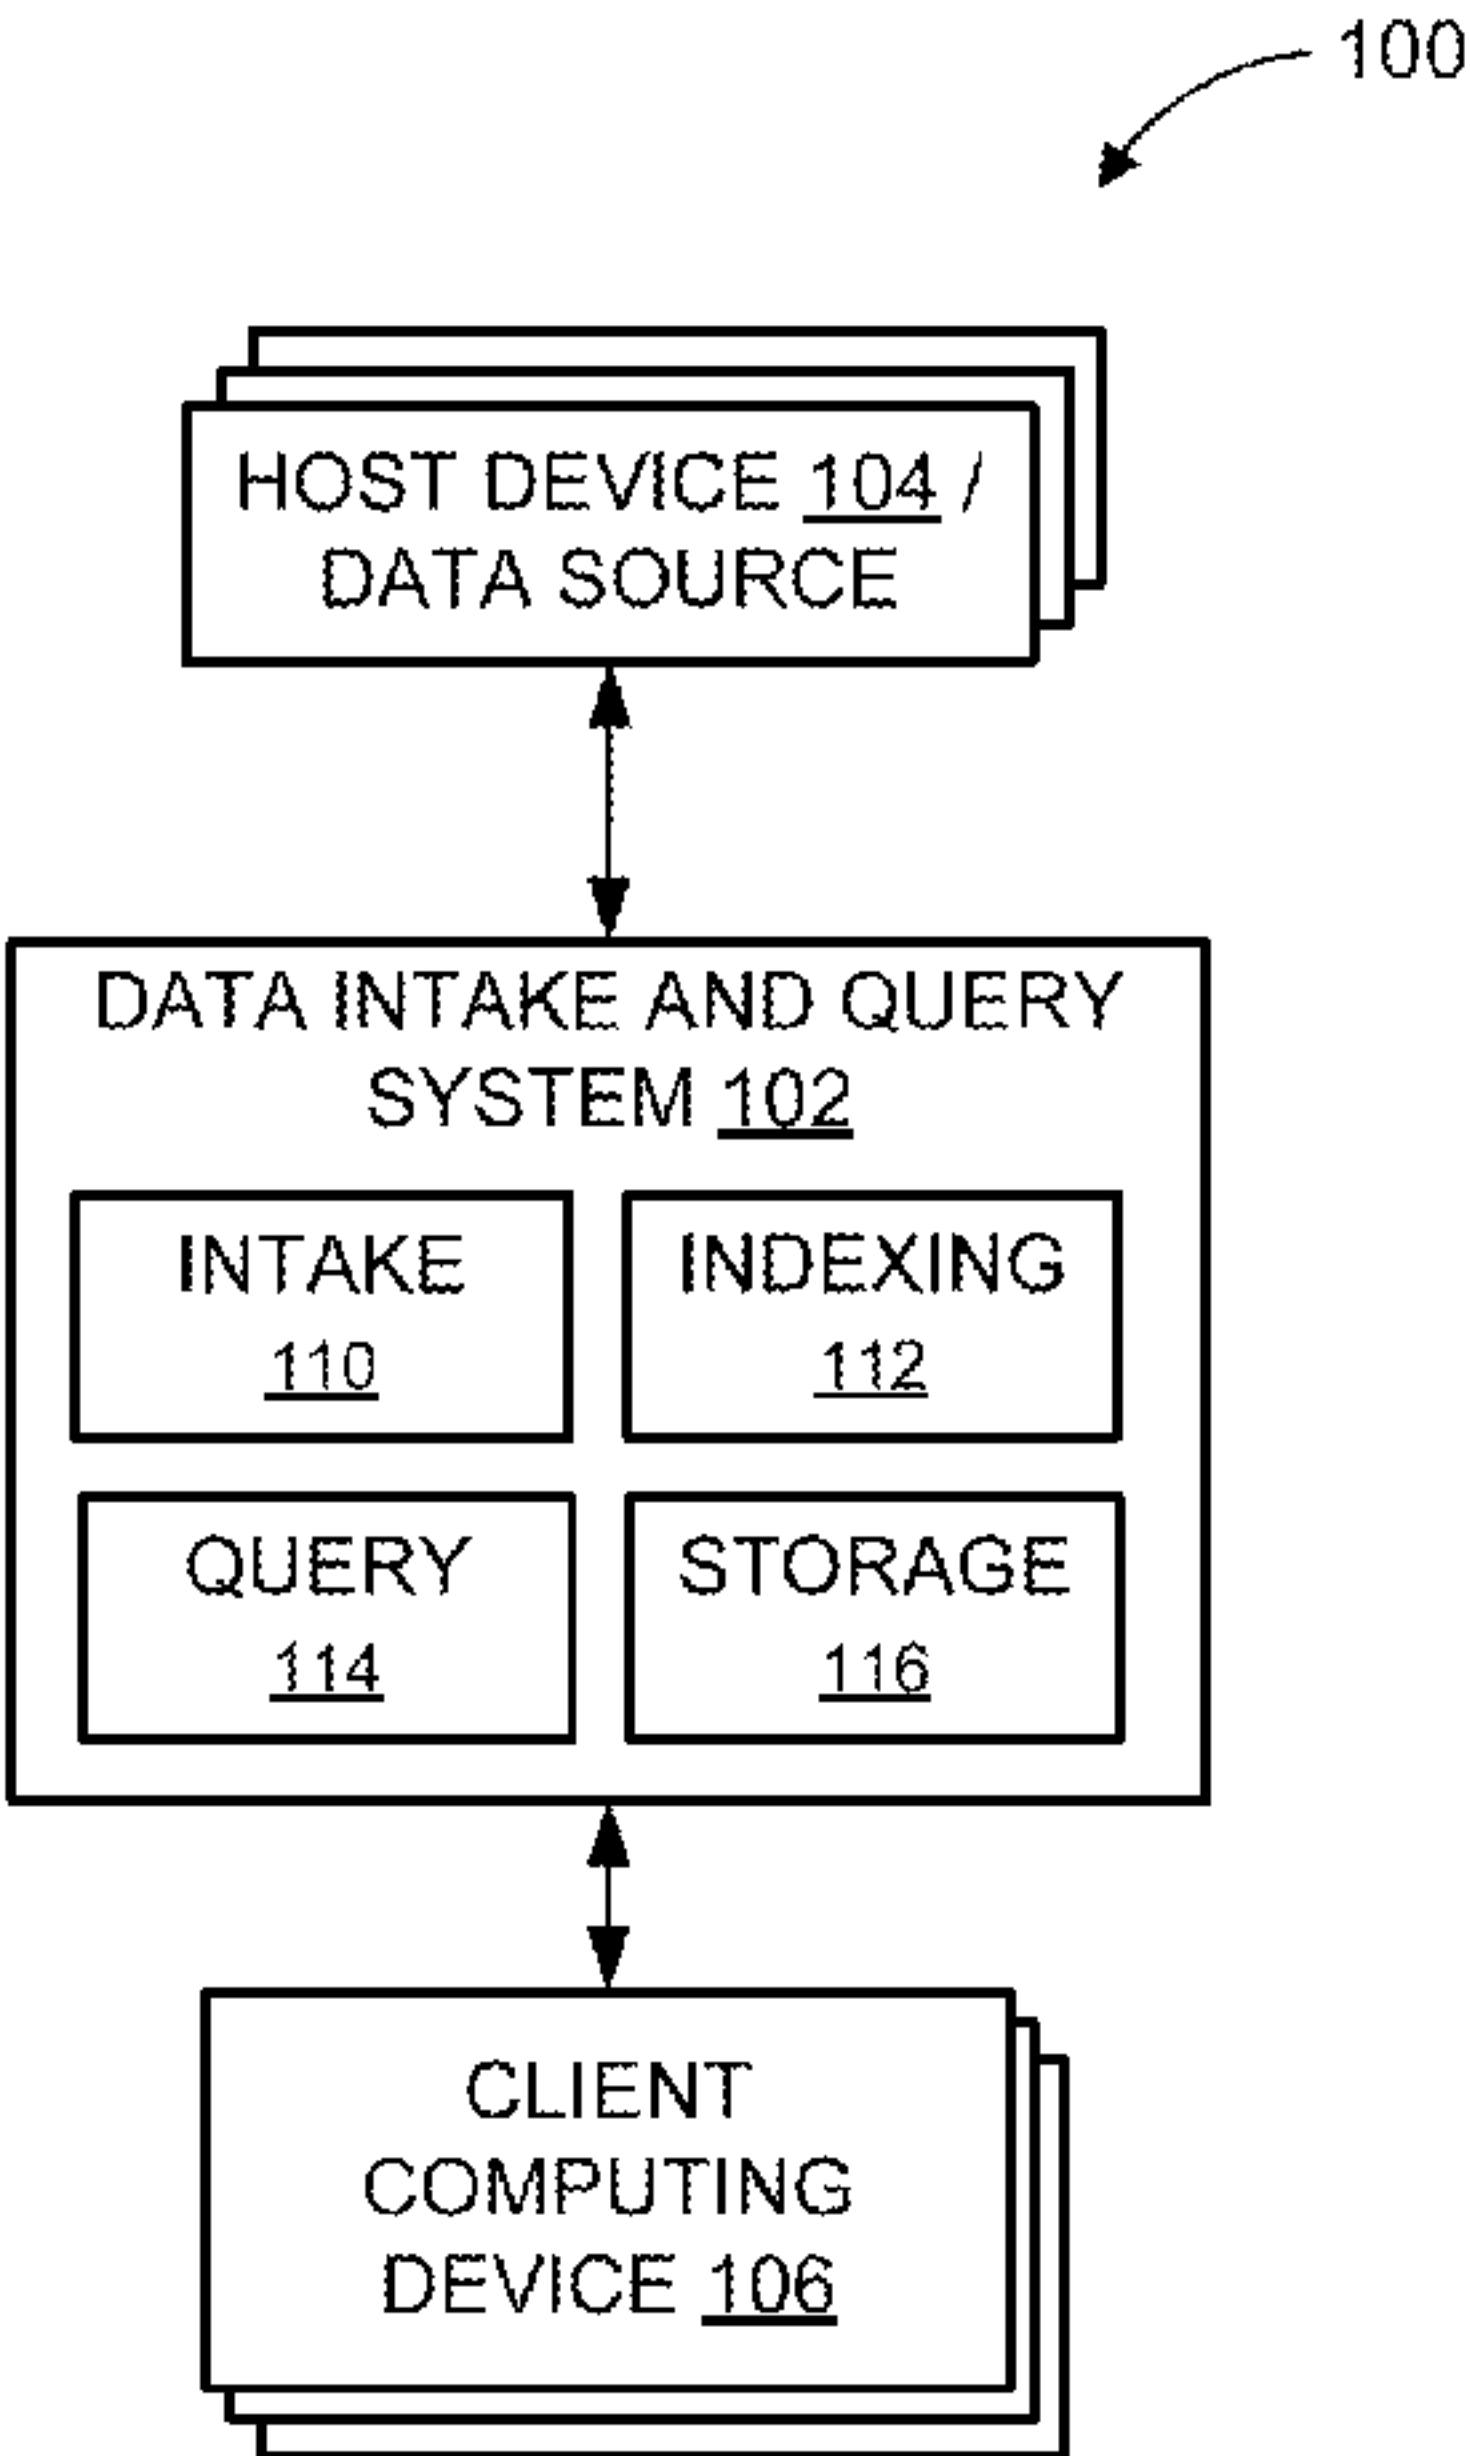 100
HOST DEVICE 104 /
DATA SOURCE
DATA INTAKE AND QUERY
SYSTEM 102
INTAKE
110
INDEXING
112
QUERY
114
STORAGE
116
CLIENT
COMPUTING
DEVICE 106